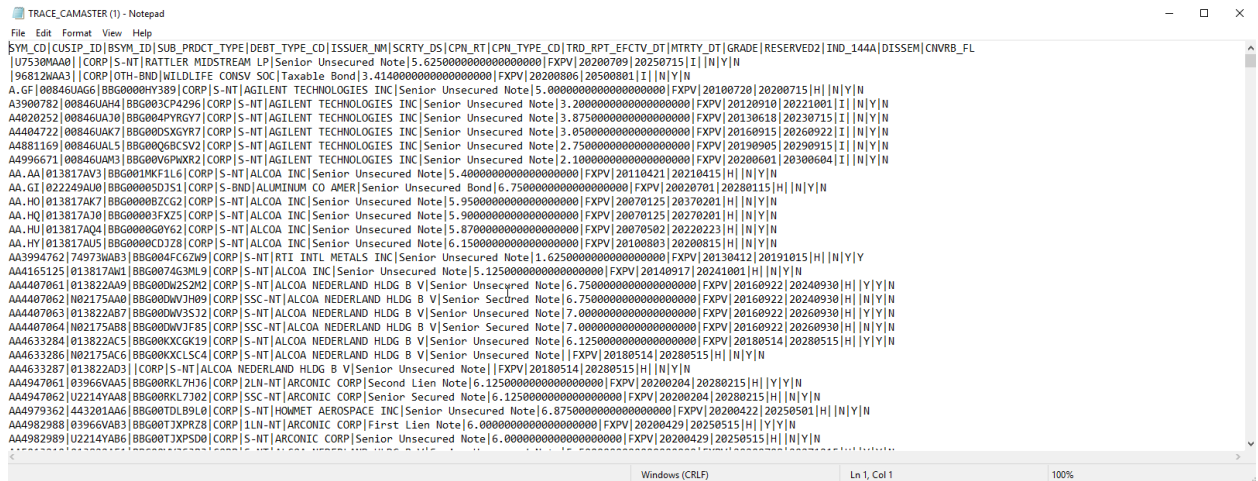 TRACE_CAMASTER (1) - Notepad
File Edit Format View Help
SYM_CD|CUSIP_ID|BSYM_ID|SUB_PRDCT_TYPE|DEBT_TYPE_CD|ISSUER_NM|SCRTY_DS|CPN_RT|CPN_TYPE_CD|TRD_RPT_EFCTV_DT|MTRTY_DT|GRADE|RESERVED2|IND_144A|DISSEM|CNVRB_FL
|U7530MAA0||CORP|S-NT|RATTLER MIDSTREAM LP|Senior Unsecured Note|5.6250000000000000000|FXPV|20200709|20250715|I||N|Y|N
|96812WAA3||CORP|OTH-BND|WILDLIFE CONSV SOC|Taxable Bond|3.4140000000000000000|FXPV|20200806|20500801|I||N|Y|N
A.GF|00846UAG6|BBG0000HY389|CORP|S-NT|AGILENT TECHNOLOGIES INC|Senior Unsecured Note|5.0000000000000000000|FXPV|20100720|20200715|H||N|Y|N
A3900782|00846UAH4|BBG003CP4296|CORP|S-NT|AGILENT TECHNOLOGIES INC|Senior Unsecured Note|3.2000000000000000000|FXPV|20120910|20221001|I||N|Y|N
A4020252|00846UAJ0|BBG004PYRGY7|CORP|S-NT|AGILENT TECHNOLOGIES INC|Senior Unsecured Note|3.8750000000000000000|FXPV|20130618|20230715|I||N|Y|N
A4404722|00846UAK7|BBG00DSXGYR7|CORP|S-NT|AGILENT TECHNOLOGIES INC|Senior Unsecured Note|3.0500000000000000000|FXPV|20160915|20260922|I||N|Y|N
A4881169|00846UAL5|BBG00Q6BCSV2|CORP|S-NT|AGILENT TECHNOLOGIES INC|Senior Unsecured Note|2.7500000000000000000|FXPV|20190905|20290915|I||N|Y|N
A4996671|00846UAM3|BBG00V6PWXR2|CORP|S-NT|AGILENT TECHNOLOGIES INC|Senior Unsecured Note|2.1000000000000000000|FXPV|20200601|20300604|I||N|Y|N
AA.AA|013817AV3|BBG001MKF1L6|CORP|S-NT|ALCOA INC|Senior Unsecured Note|5.4000000000000000000|FXPV|20110421|20210415|H||N|Y|N
AA.GI|022249AU0|BBG00005DJS1|CORP|S-BND|ALUMINUM CO AMER|Senior Unsecured Bond|6.7500000000000000000|FXPV|20020701|20280115|H||N|Y|N
AA.HO|013817AK7|BBG0000BZCG2|CORP|S-NT|ALCOA INC|Senior Unsecured Note|5.9500000000000000000|FXPV|20070125|20370201|H||N|Y|N
AA.HQ|013817AJ0|BBG00003FXZ5|CORP|S-NT|ALCOA INC|Senior Unsecured Note|5.9000000000000000000|FXPV|20070125|20270201|H||N|Y|N
AA.HU|013817AQ4|BBG0000G0Y62|CORP|S-NT|ALCOA INC|Senior Unsecured Note|5.8700000000000000000|FXPV|20070502|20220223|H||N|Y|N
AA.HY|013817AU5|BBG0000CDJZ8|CORP|S-NT|ALCOA INC|Senior Unsecured Note|6.1500000000000000000|FXPV|20100803|20200815|H||N|Y|N
AA3994762|74973WAB3|BBG004FC6ZW9|CORP|S-NT|RTI INTL METALS INC|Senior Unsecured Note|1.6250000000000000000|FXPV|20130412|20191015|H||N|Y|Y
AA4165125|013817AW1|BBG0074G3ML9|CORP|S-NT|ALCOA INC|Senior Unsecured Note|5.1250000000000000000|FXPV|20140917|20241001|H||N|Y|N
AA4407061|013822AA9|BBG00DW2S2M2|CORP|S-NT|ALCOA NEDERLAND HLDG B V|Senior Unsecured Note|6.7500000000000000000|FXPV|20160922|20240930|H||Y|Y|N
AA4407062|N02175AA0|BBG00DWVJH09|CORP|SSC-NT|ALCOA NEDERLAND HLDG B V|Senior Secured Note|6.7500000000000000000|FXPV|20160922|20240930|H||N|Y|N
AA4407063|013822AB7|BBG00DWV3SJ2|CORP|S-NT|ALCOA NEDERLAND HLDG B V|Senior Unsecured Note|7.0000000000000000000|FXPV|20160922|20260930|H||Y|Y|N
AA4407064|N02175AB8|BBG00DWVJF85|CORP|SSC-NT|ALCOA NEDERLAND HLDG B V|Senior Secured Note|7.0000000000000000000|FXPV|20160922|20260930|H||N|Y|N
AA4633284|013822AC5|BBG00KXCGK19|CORP|S-NT|ALCOA NEDERLAND HLDG B V|Senior Unsecured Note|6.1250000000000000000|FXPV|20180514|20280515|H||Y|Y|N
AA4633286|N02175AC6|BBG00KXCLSC4|CORP|S-NT|ALCOA NEDERLAND HLDG B V|Senior Unsecured Note||FXPV|20180514|20280515|H||N|Y|N
AA4633287|013822AD3||CORP|S-NT|ALCOA NEDERLAND HLDG B V|Senior Unsecured Note||FXPV|20180514|20280515|H||N|Y|N
AA4947061|03966VAA5|BBG00RKL7HJ6|CORP|2LN-NT|ARCONIC CORP|Second Lien Note|6.1250000000000000000|FXPV|20200204|20280215|H||Y|Y|N
AA4947062|U2214YAA8|BBG00RKL7J02|CORP|SSC-NT|ARCONIC CORP|Senior Secured Note|6.1250000000000000000|FXPV|20200204|20280215|H||N|Y|N
AA4979362|443201AA6|BBG00TDLB9L0|CORP|S-NT|HOWMET AEROSPACE INC|Senior Unsecured Note|6.8750000000000000000|FXPV|20200422|20250501|H||N|Y|N
AA4982988|03966VAB3|BBG00TJXPRZ8|CORP|1LN-NT|ARCONIC CORP|First Lien Note|6.0000000000000000000|FXPV|20200429|20250515|H||Y|Y|N
AA4982989|U2214YAB6|BBG00TJXPSD0|CORP|S-NT|ARCONIC CORP|Senior Unsecured Note|6.0000000000000000000|FXPV|20200429|20250515|H||N|Y|N
Windows (CRLF) Ln 1, Col 1 100%